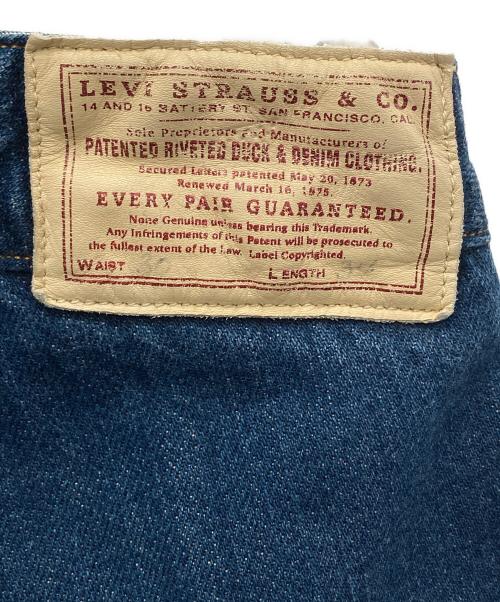 LEVI STRAUSS & CO.
14 AND 16 BATTERY ST. SAN FRANCISCO, CAL.
Sole Proprietors and Manufacturers of
PATENTED RIVETED DUCK & DENIM CLOTHING.
Secured Letters patented May 20, 1873
Renewed March 16, 1875.
EVERY PAIR GUARANTEED.
None Genuine unless bearing this Trademark.
Any Infringements of this Patent will be prosecuted to
the fullest extent of the Law. Label Copyrighted.
WAIST LENGTH